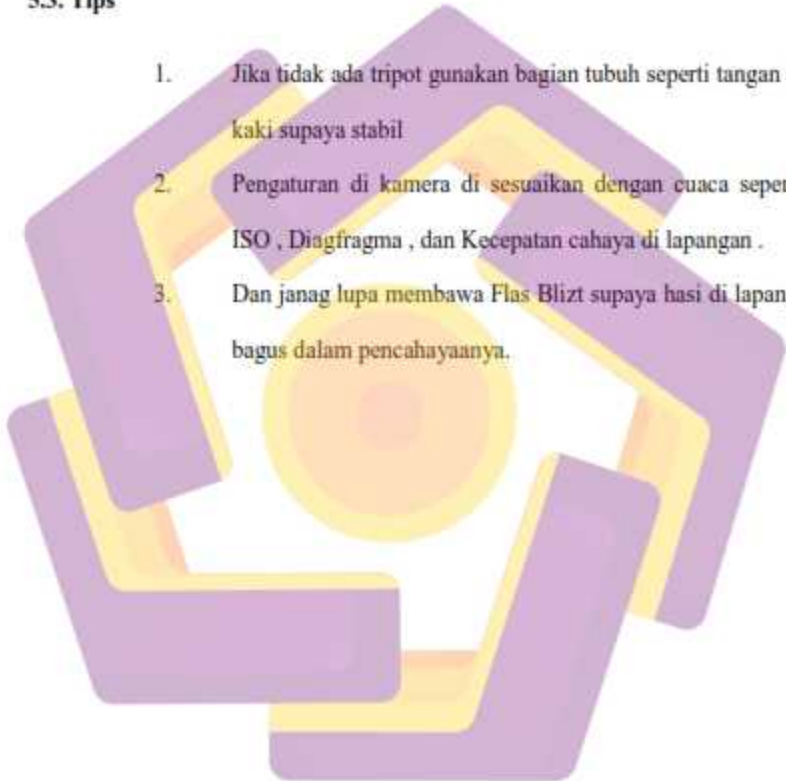 Tips
1. Jika tidak ada tripot gunakan bagian tubuh seperti tangan
kaki supaya stabil
2. Pengaturan di kamera di sesuaikan dengan cuaca seper
ISO , Diagfragma , dan Kecepatan cahaya di lapangan .
3. Dan janag lupa membawa Flas Blizt supaya hasi di lapan
bagus dalam pencahayaanya.